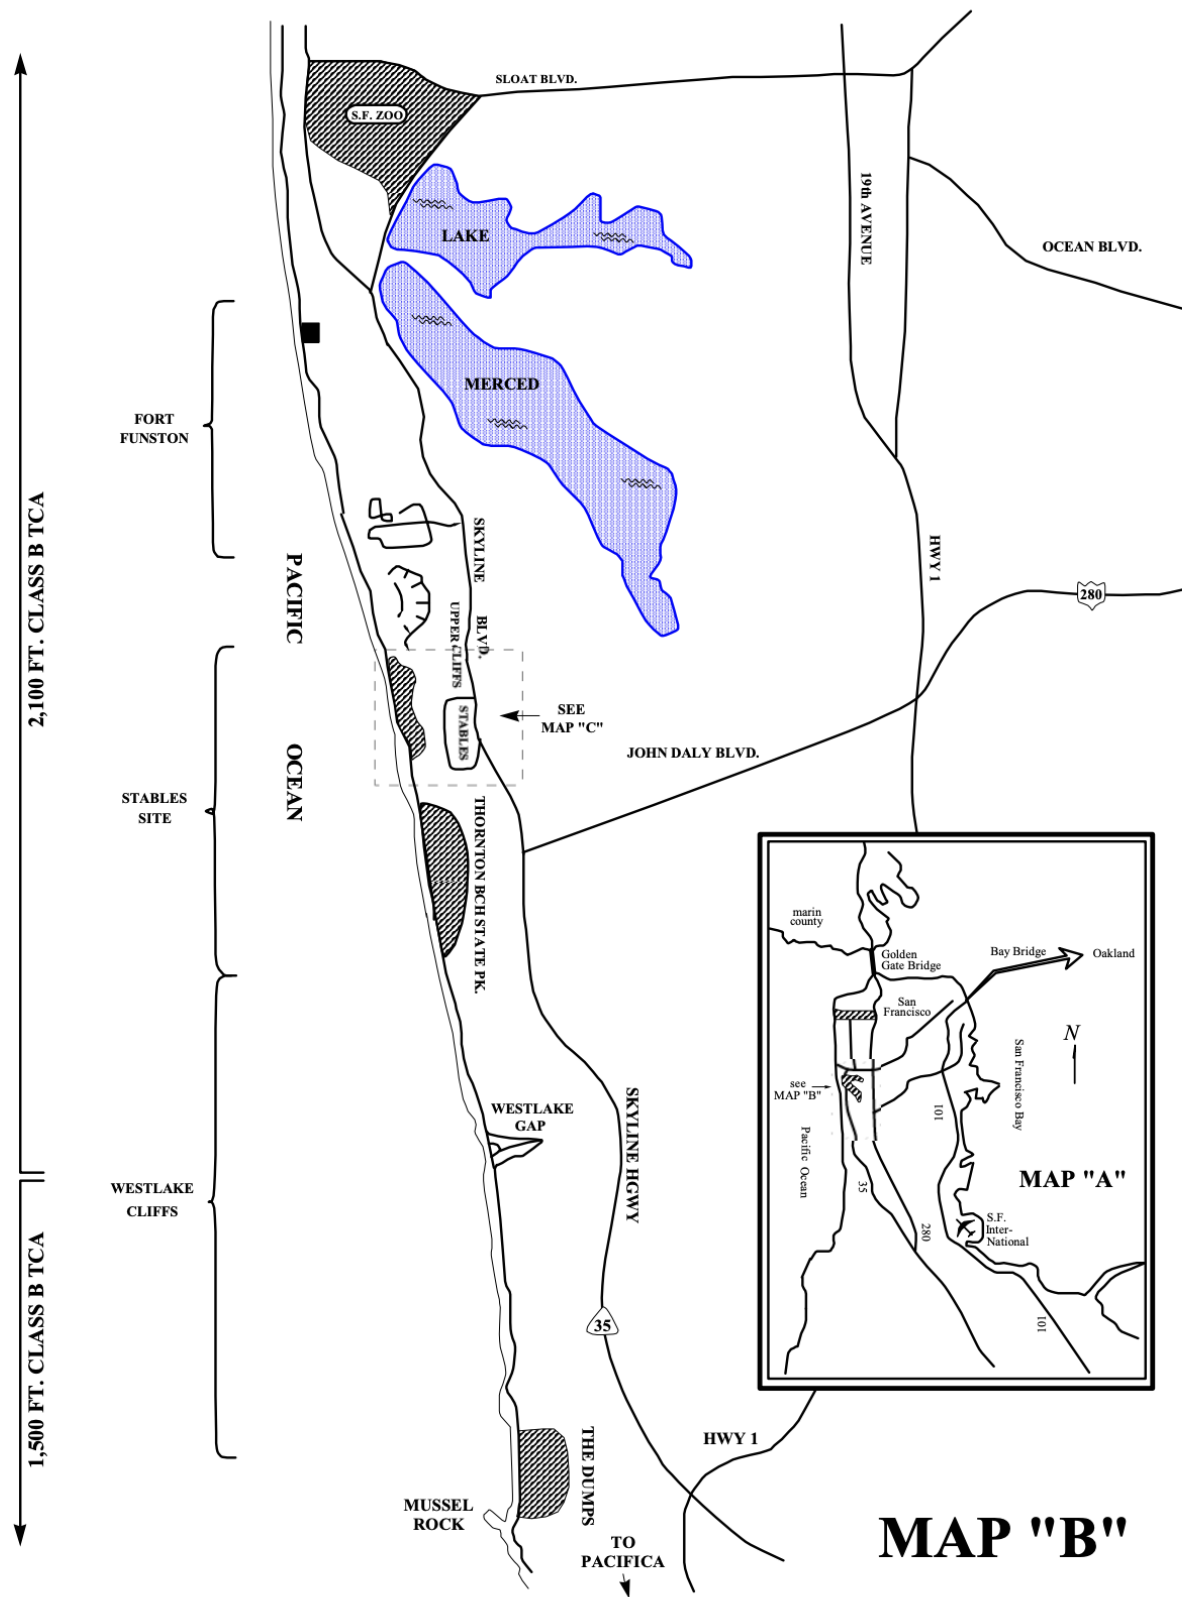 SLOAT BLVD.
S.F. ZOO
19th AVENUE
LAKE
OCEAN BLVD.
MERCED
FORT
FUNSTON
2,100 FT. CLASS B TCA
SKYLINE BLVD.
HWY 1
PACIFIC OCEAN
280
UPPER CLIFFS
STABLES
SEE
MAP "C"
JOHN DALY BLVD.
STABLES
SITE
THORNTON BCH STATE PK.
marin
county
Golden
Gate Bridge
Bay Bridge
Oakland
San
Francisco
N
San Francisco Bay
see
MAP "B"
101
Pacific Ocean
MAP "A"
35
280
S.F.
Inter-
National
101
WESTLAKE
GAP
SKYLINE HGWY
WESTLAKE
CLIFFS
1,500 FT. CLASS B TCA
35
HWY 1
THE DUMPS
MUSSEL
ROCK
TO
PACIFICA
MAP "B"